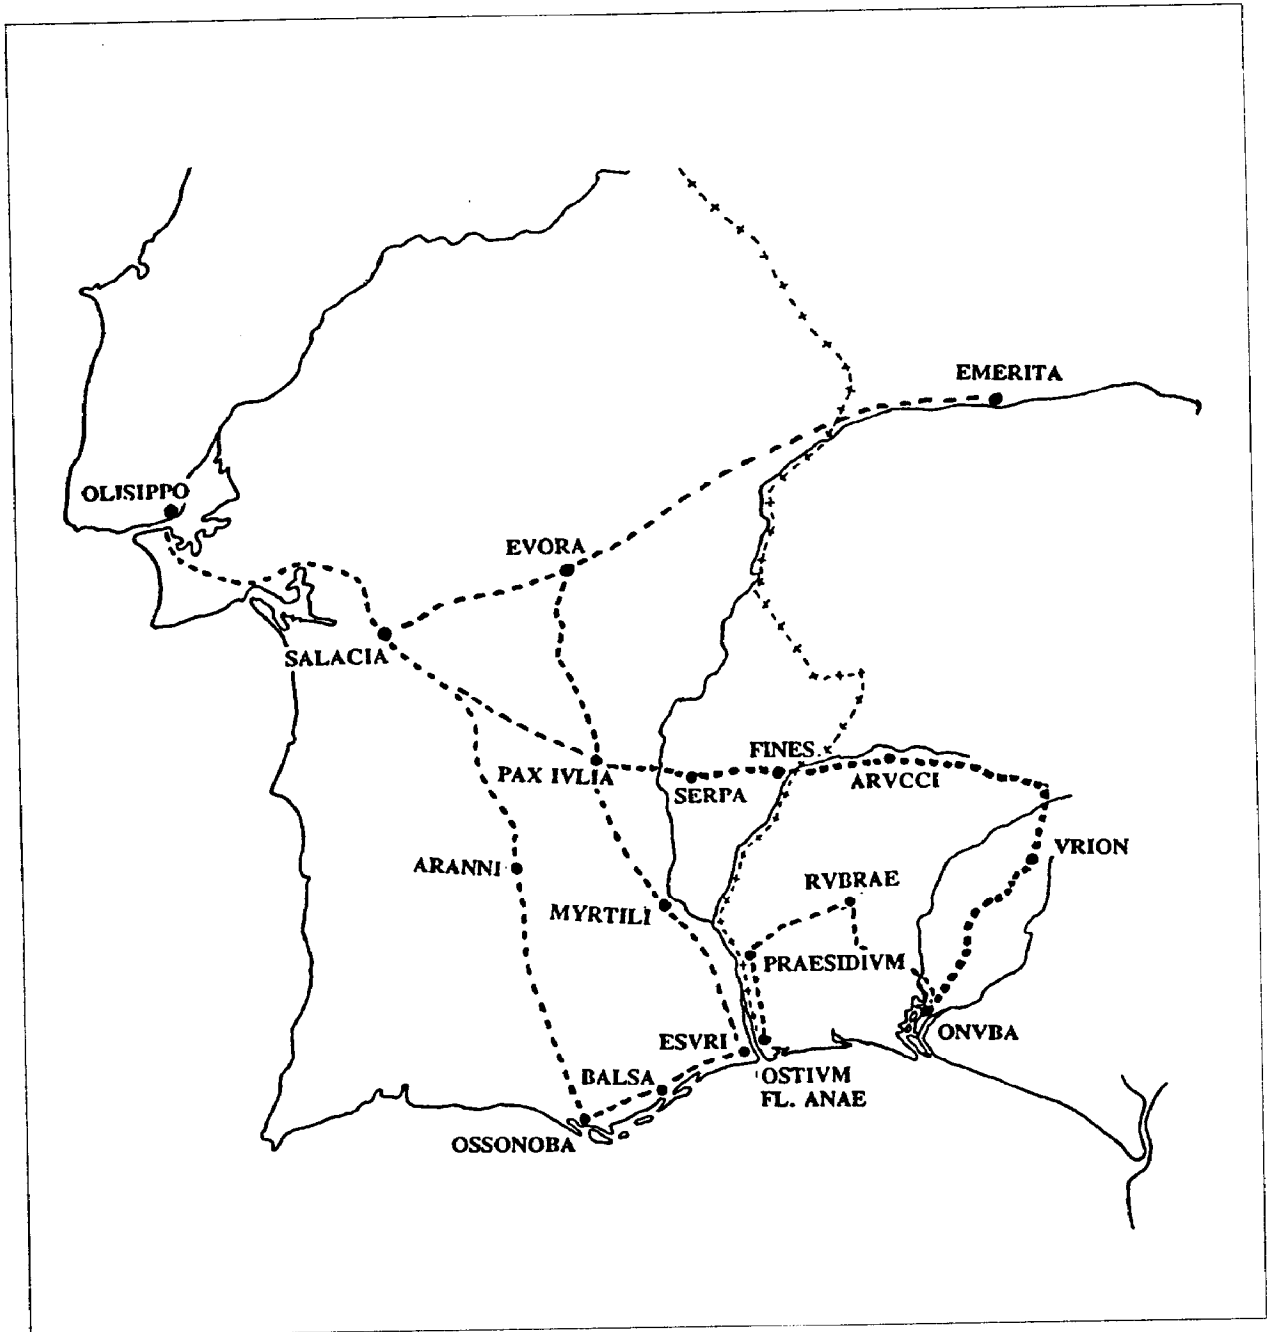 EMERITA
OLISIPPO
EVORA
SALACIA
FINES
PAX IVLIA
SERPA
ARVCCI
VRION
ARANNI
RVBRAE
MYRTILI
PRAESIDIVM
ESVRI
ONVBA
BALSA
OSTIVM
FL. ANAE
OSSONOBA